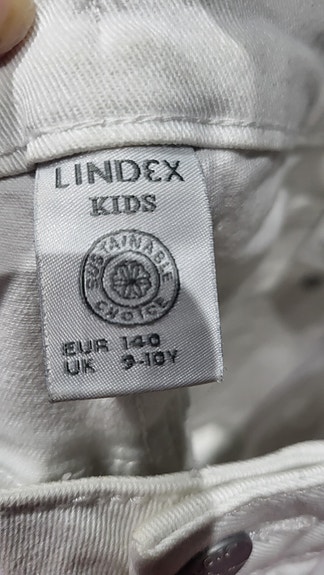 LINDEX
KIDS
SUSTAINABLE
CHOICE
EUR 140
UK 9-10Y